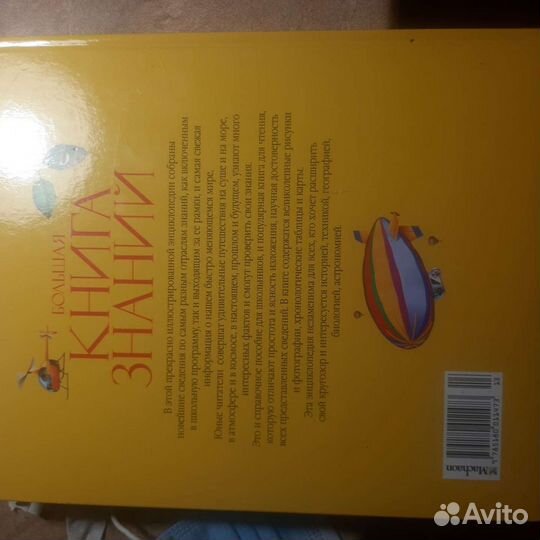 БОЛЬШАЯ
КНИГА
ЗНАНИЙ
В этой прекрасно иллюстрированной энциклопедии собраны
новейшие сведения по самым разным отраслям знаний, как включенным
в школьную программу, так и выходящим за ее рамки, и самая свежая
информация о нашем быстро изменяющемся мире.
Юные читатели совершат удивительные путешествия на суше и на море,
в атмосфере и в космосе, в настоящем, прошлом и будущем, узнают много
интересных фактов и смогут проверить свои знания.
Это и справочное пособие для школьников, и популярная книга для чтения,
которую отличают простота и ясность изложения, научная достоверность
всех представленных сведений. В книге содержатся великолепные рисунки
и фотографии, хронологические таблицы и карты.
Эта энциклопедия незаменима для всех, кто хочет расширить
свой кругозор и интересуется историей, техникой, географией,
биологией, астрономией.
Machaon
Avito